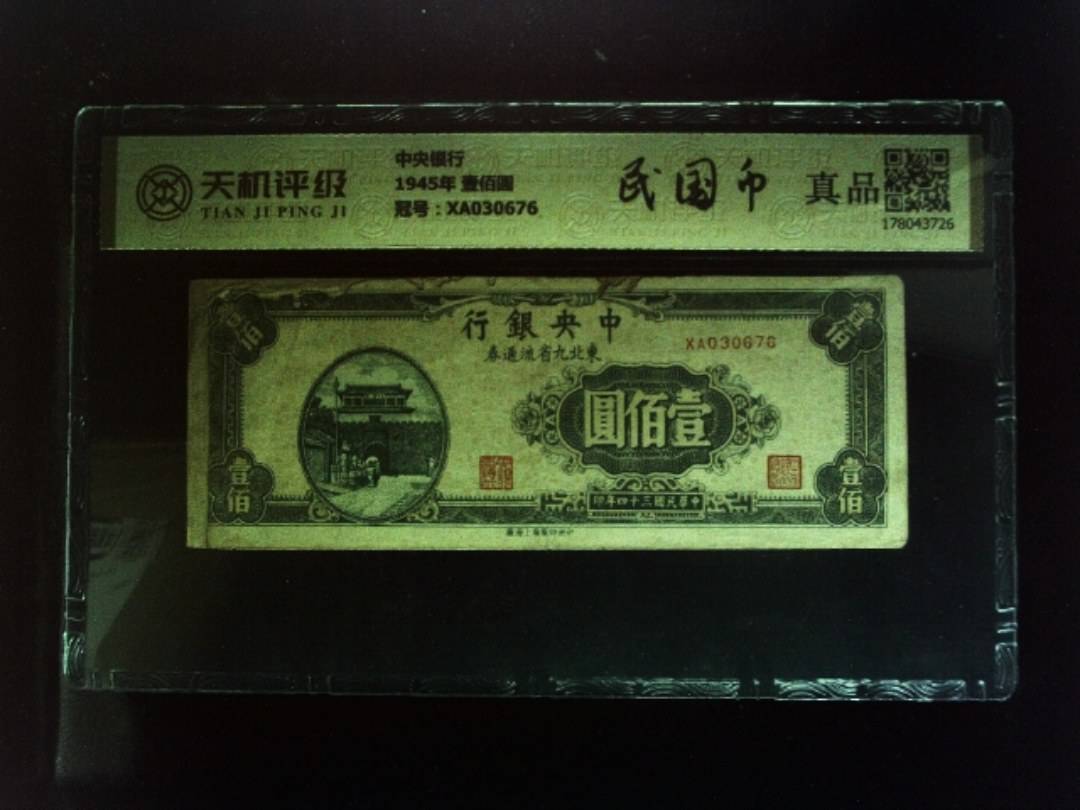 天机评级
TIAN JI PING JI
中央银行
1945年 壹佰圆
冠号：XA030676
民国币
真品
178043726
行銀央中
券通流省九北東
XA030676
壹佰
壹佰
圓佰壹
壹佰
壹佰
印年四十三國民華中